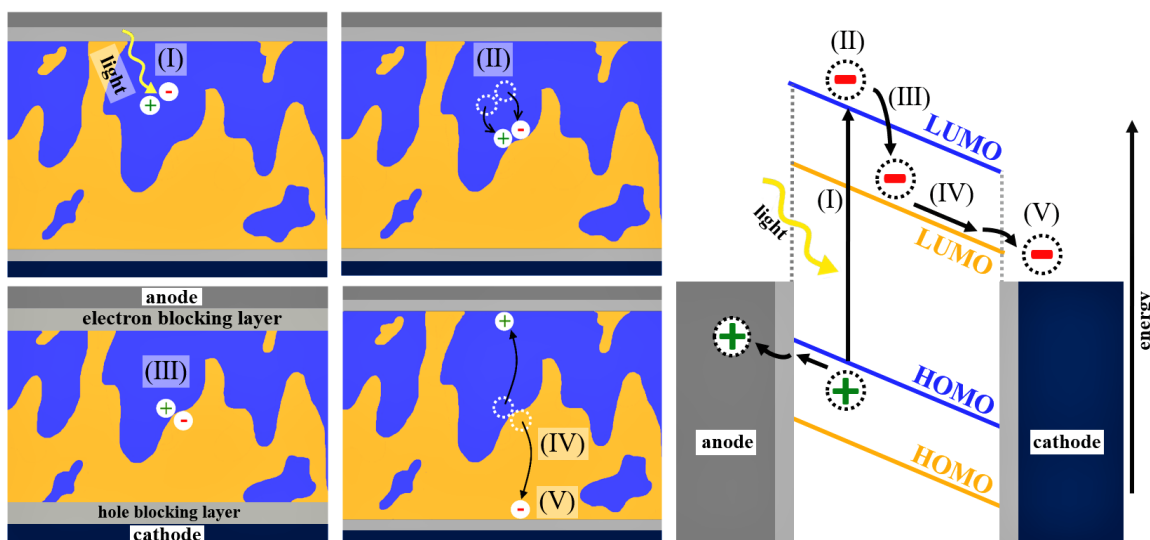 (I)
light
+
-
(II)
+
-
anode
electron blocking layer
(III)
+
-
hole blocking layer
cathode
+
(IV)
(V)
-
(II)
(III)
LUMO
(I)
(IV)
(V)
light
LUMO
HOMO
HOMO
anode
cathode
energy